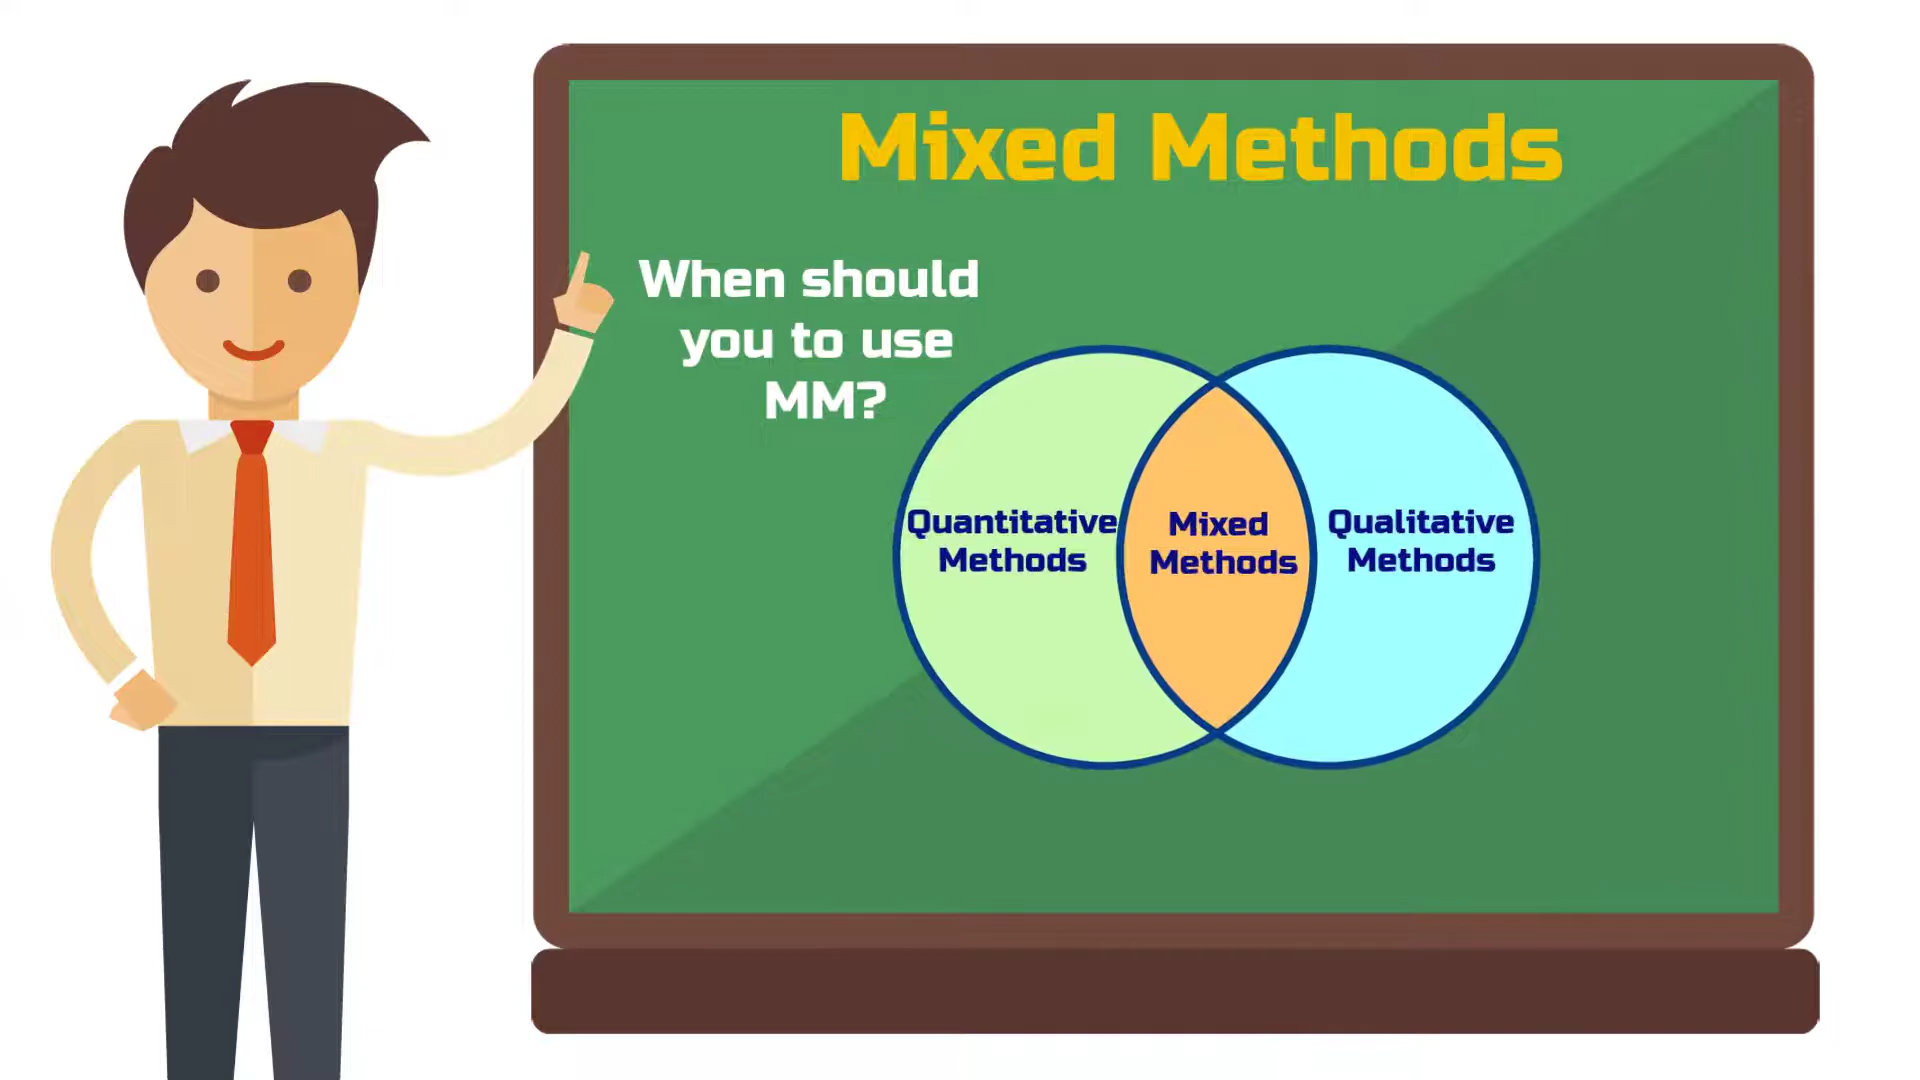 Mixed Methods
When should
you to use
MM?
Quantitative
Methods
Mixed
Methods
Qualitative
Methods